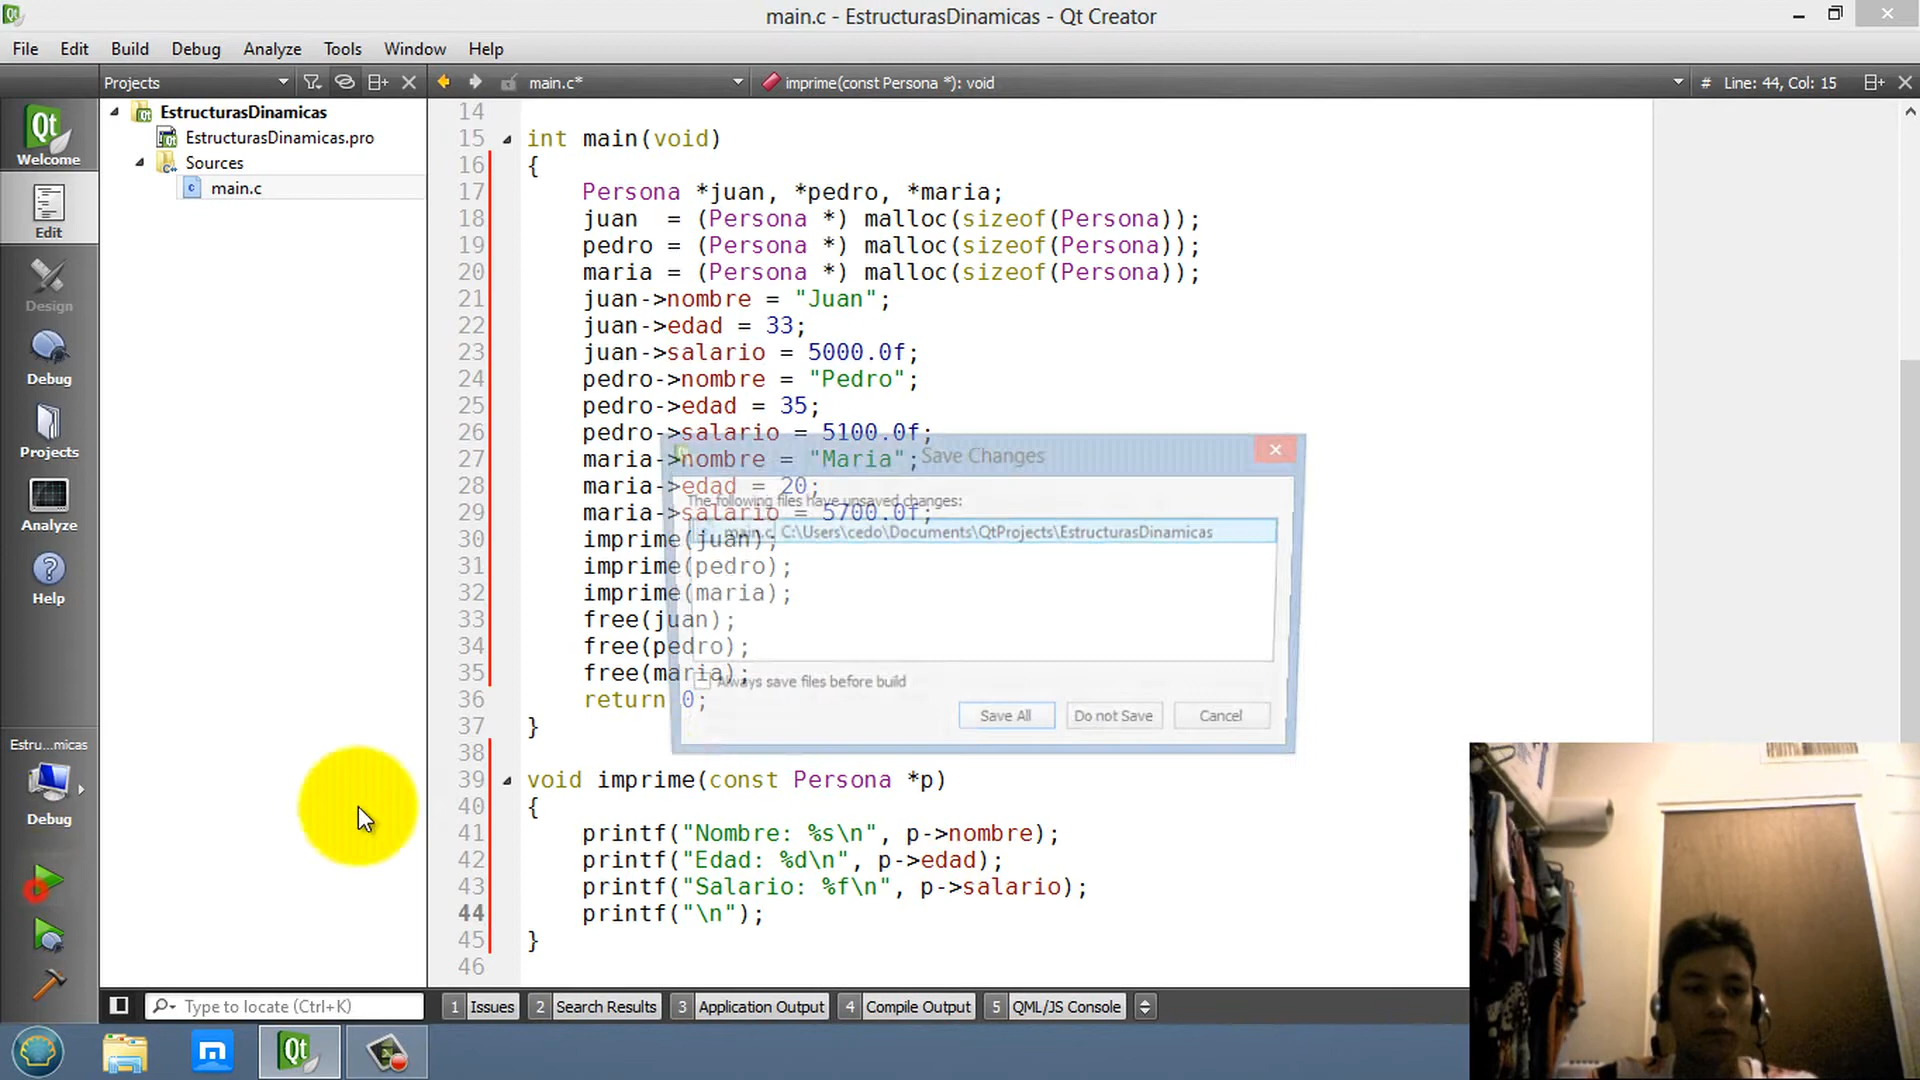 main.c - EstructurasDinamicas - Qt Creator
File Edit Build Debug Analyze Tools Window Help
Projects main.c* imprime(const Persona *): void # Line: 44, Col: 15
EstructurasDinamicas
EstructurasDinamicas.pro
Sources
main.c
Welcome
Edit
Design
Debug
Projects
Analyze
Help
Estru...micas
Debug
14
15 int main(void)
16 {
17 Persona *juan, *pedro, *maria;
18 juan = (Persona *) malloc(sizeof(Persona));
19 pedro = (Persona *) malloc(sizeof(Persona));
20 maria = (Persona *) malloc(sizeof(Persona));
21 juan->nombre = "Juan";
22 juan->edad = 33;
23 juan->salario = 5000.0f;
24 pedro->nombre = "Pedro";
25 pedro->edad = 35;
26 pedro->salario = 5100.0f;
27 maria->nombre = "Maria";
28 maria->edad = 20;
29 maria->salario = 5700.0f;
30 imprime(juan);
31 imprime(pedro);
32 imprime(maria);
33 free(juan);
34 free(pedro);
35 free(maria);
36 return 0;
37 }
38
39 void imprime(const Persona *p)
40 {
41 printf("Nombre: %s\n", p->nombre);
42 printf("Edad: %d\n", p->edad);
43 printf("Salario: %f\n", p->salario);
44 printf("\n");
45 }
46
Save Changes
The following files have unsaved changes:
main.c C:\Users\cedo\Documents\QtProjects\EstructurasDinamicas
Always save files before build
Save All Do not Save Cancel
Type to locate (Ctrl+K) 1 Issues 2 Search Results 3 Application Output 4 Compile Output 5 QML/JS Console